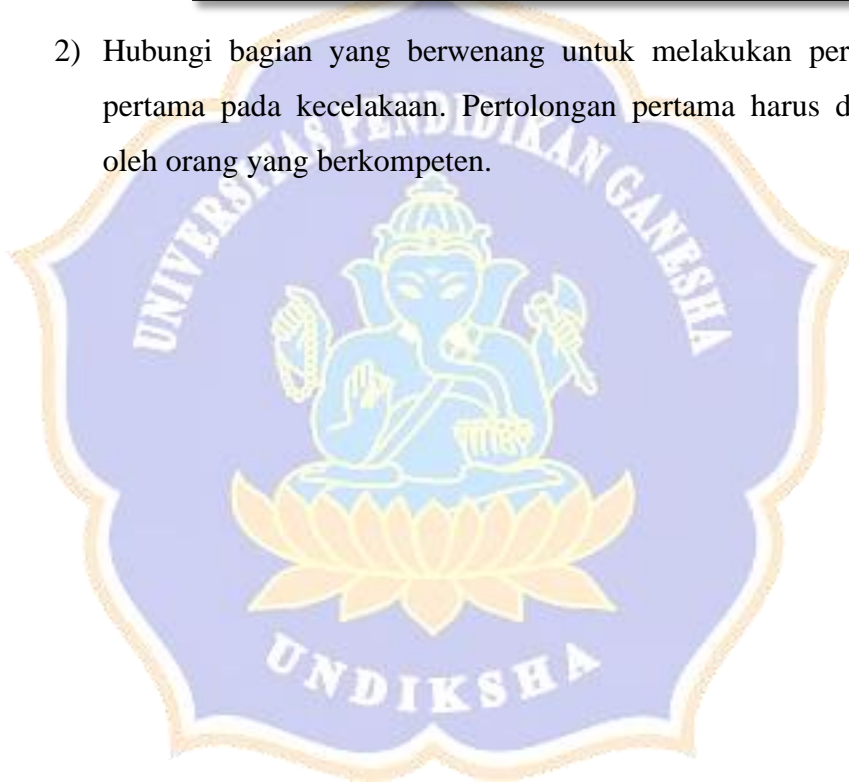 2) Hubungi bagian yang berwenang untuk melakukan per
pertama pada kecelakaan. Pertolongan pertama harus d
oleh orang yang berkompeten.
UNIVERSITAS PENDIDIKAN GANESHA
UNDIKSHA